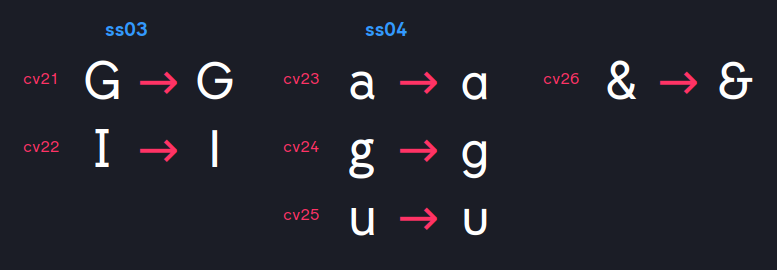 ss03 ss04
cv21 G → G cv23 a → ɑ cv26 & → &
cv22 I → I cv24 g → g
cv25 u → u